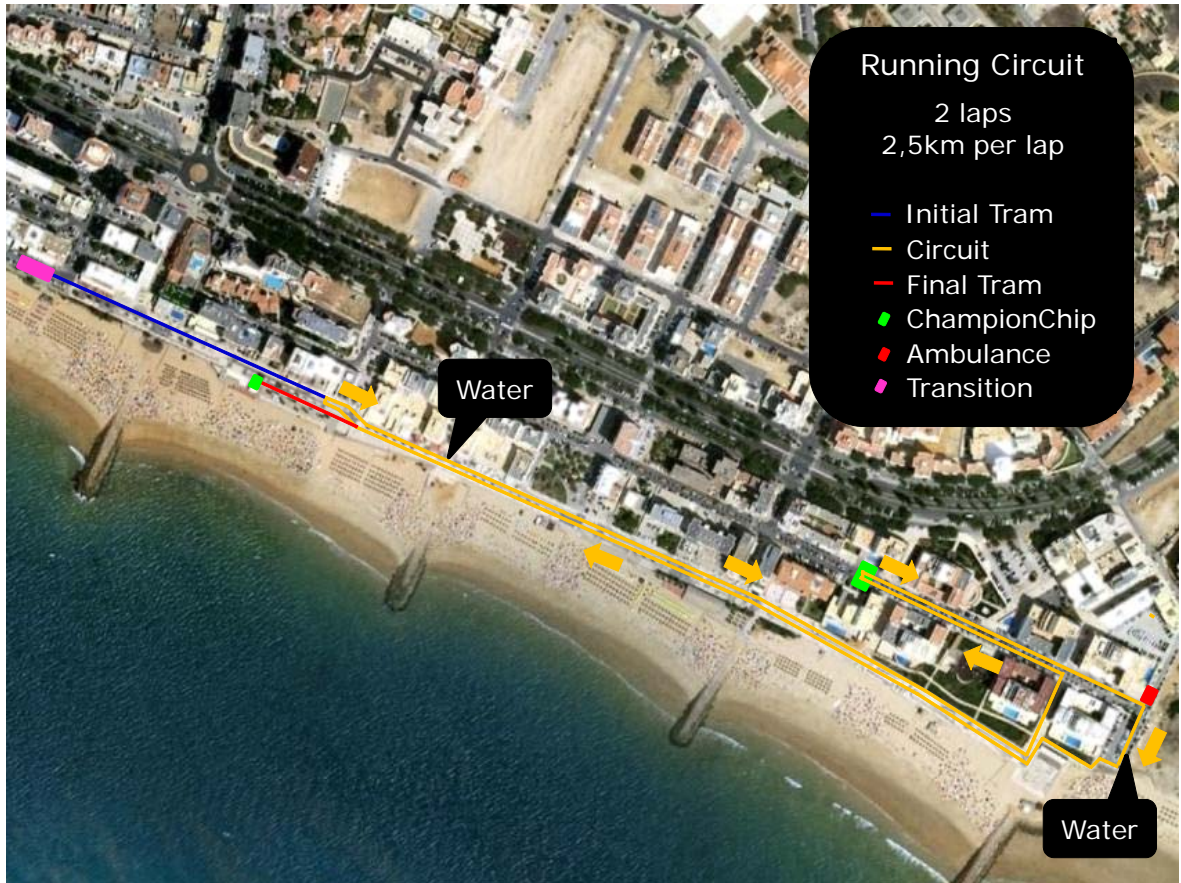 Running Circuit
2 laps
2,5km per lap
Initial Tram
Circuit
Final Tram
ChampionChip
Ambulance
Transition
Water
Water